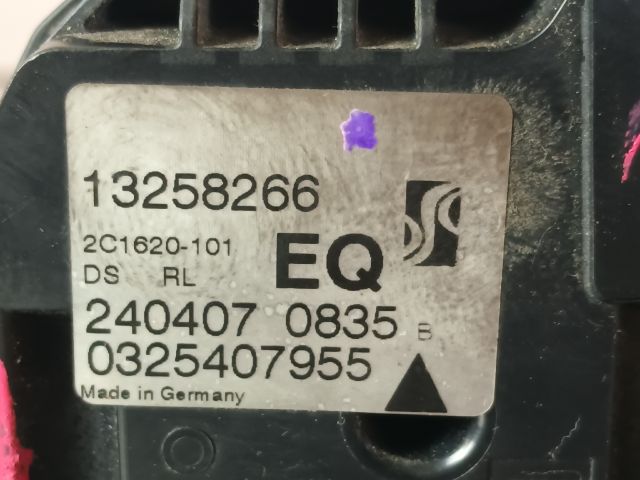 13258266
2C1620-101
DS RL
EQ
240407 0835 B
0325407955
Made in Germany